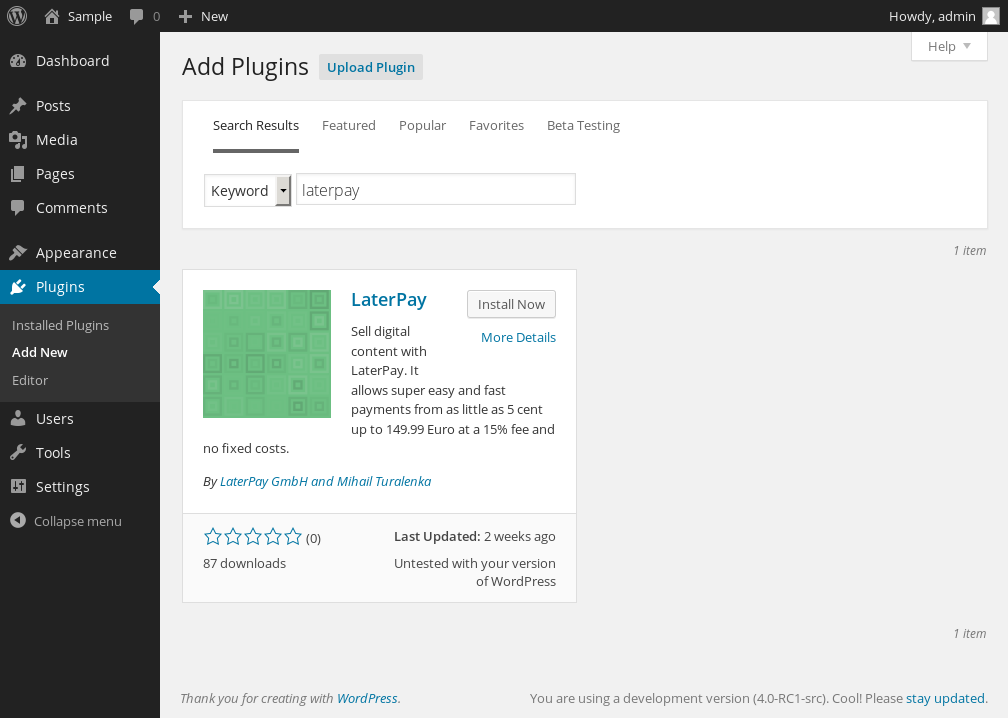 Sample 0 New Howdy, admin
Help
Dashboard
Posts
Media
Pages
Comments
Appearance
Plugins
Installed Plugins
Add New
Editor
Users
Tools
Settings
Collapse menu
Add Plugins Upload Plugin
Search Results Featured Popular Favorites Beta Testing
Keyword laterpay
1 item
LaterPay
Install Now
More Details
Sell digital
content with
LaterPay. It
allows super easy and fast
payments from as little as 5 cent
up to 149.99 Euro at a 15% fee and
no fixed costs.
By LaterPay GmbH and Mihail Turalenka
(0)
87 downloads
Last Updated: 2 weeks ago
Untested with your version
of WordPress
1 item
Thank you for creating with WordPress.
You are using a development version (4.0-RC1-src). Cool! Please stay updated.